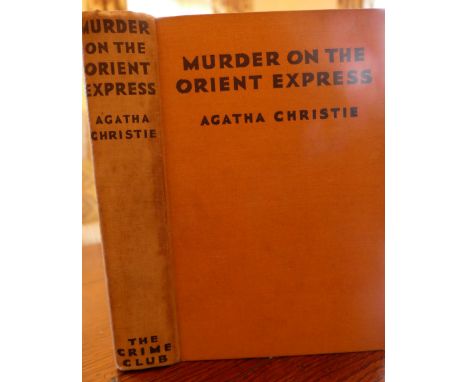 MURDER
ON THE
ORIENT
EXPRESS
AGATHA
CHRISTIE
THE
CRIME
CLUB
MURDER ON THE
ORIENT EXPRESS
AGATHA CHRISTIE